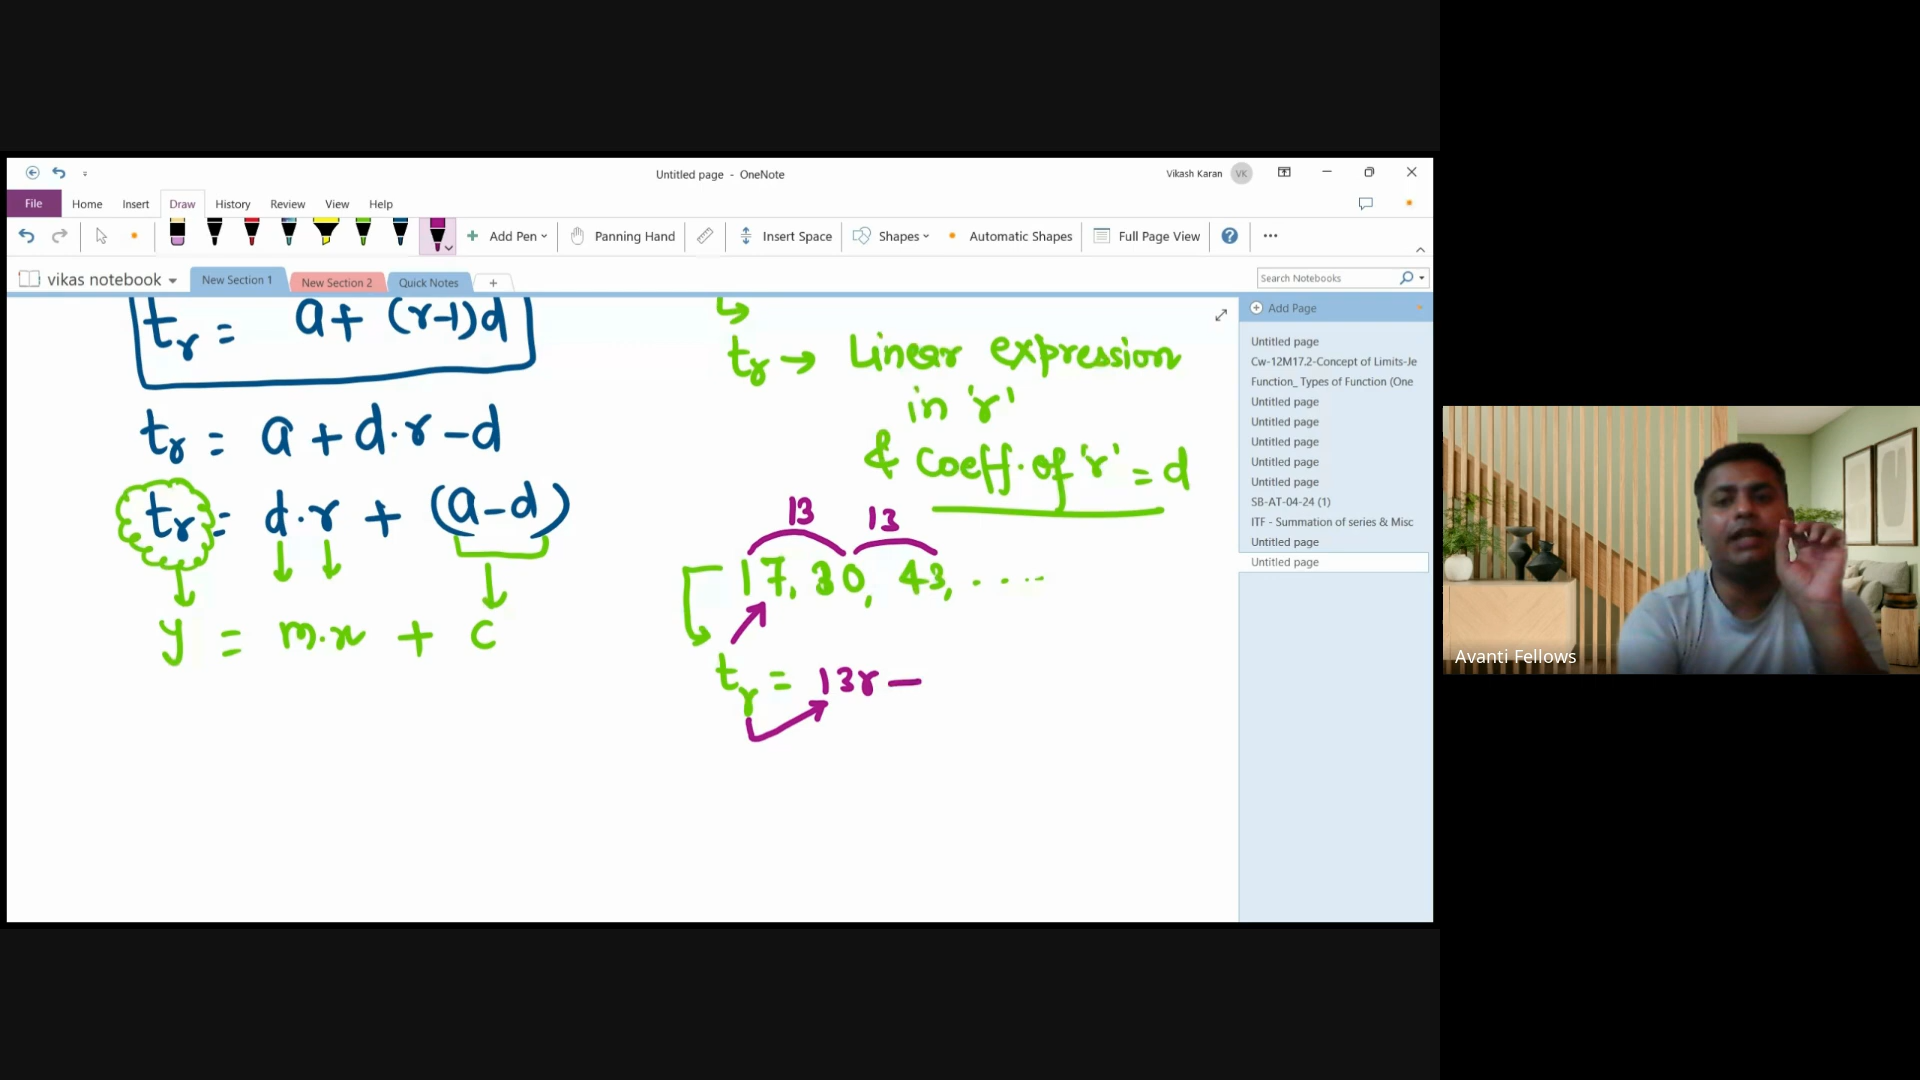 Untitled page - OneNote
Vikash Karan VK
File Home Insert Draw History Review View Help
Add Pen Panning Hand Insert Space Shapes Automatic Shapes Full Page View
vikas notebook New Section 1 New Section 2 Quick Notes +
Search Notebooks
Add Page
Untitled page
Cw-12M17.2-Concept of Limits-Je
Function_ Types of Function (One
Untitled page
Untitled page
Untitled page
Untitled page
Untitled page
SB-AT-04-24 (1)
ITF - Summation of series & Misc
Untitled page
Untitled page
tr = a + (r-1)d
tr = a + d·r - d
tr = d·r + (a-d)
y = m·x + c
tr → Linear expression
in 'r'
& coeff. of 'r' = d
13 13
17, 30, 43, .....
tr = 13r —
Avanti Fellows